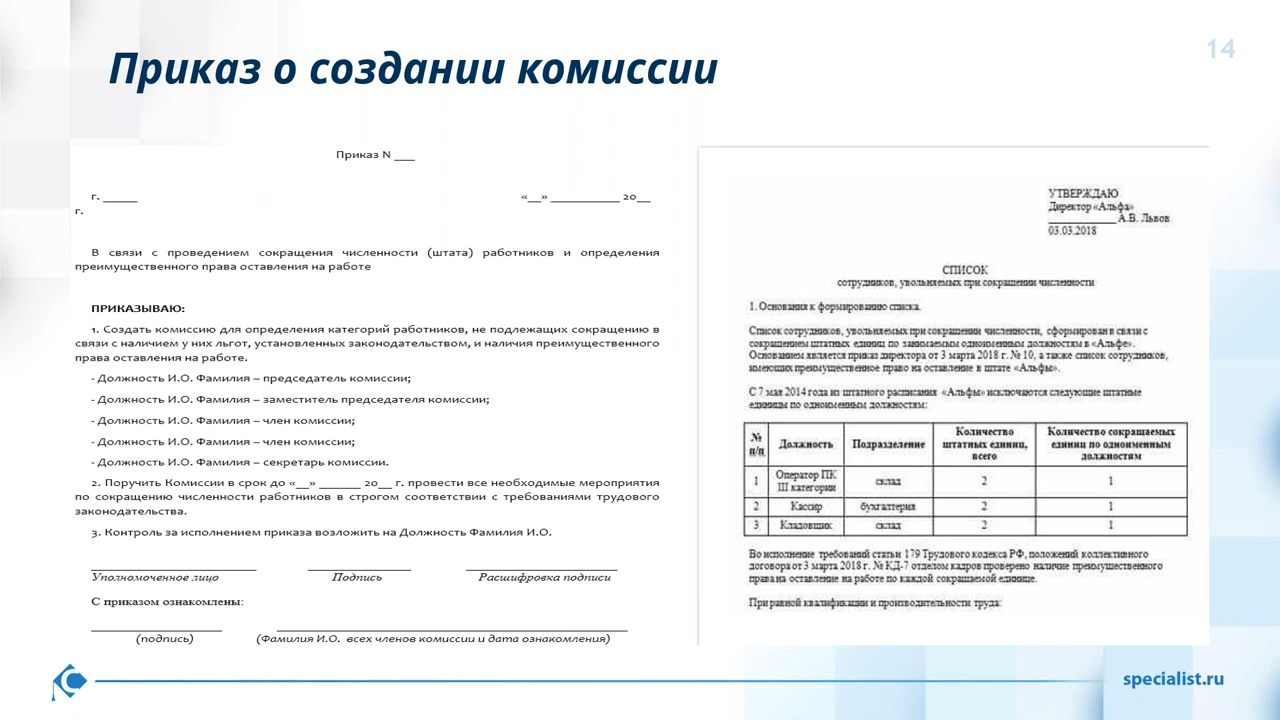 Приказ о создании комиссии
14
Приказ N ___
г. _____ «__» __________ 20__
г.
В связи с проведением сокращения численности (штата) работников и определения
преимущественного права оставления на работе
ПРИКАЗЫВАЮ:
1. Создать комиссию для определения категорий работников, не подлежащих сокращению в
связи с наличием у них льгот, установленных законодательством, и наличия преимущественного
права оставления на работе.
- Должность И.О. Фамилия – председатель комиссии;
- Должность И.О. Фамилия – заместитель председателя комиссии;
- Должность И.О. Фамилия – член комиссии;
- Должность И.О. Фамилия – член комиссии;
- Должность И.О. Фамилия – секретарь комиссии.
2. Поручить Комиссии в срок до «__» ______ 20__ г. провести все необходимые мероприятия
по сокращению численности работников в строгом соответствии с требованиями трудового
законодательства.
3. Контроль за исполнением приказа возложить на Должность Фамилия И.О.
Уполномоченное лицо Подпись Расшифровка подписи
С приказом ознакомлены:
(подпись) (Фамилия И.О. всех членов комиссии и дата ознакомления)
УТВЕРЖДАЮ
Директор «Альфа»
____________ А.В. Львов
03.03.2018
СПИСОК
сотрудников, увольняемых при сокращении численности
1. Основания к формированию списка.
Список сотрудников, увольняемых при сокращении численности, сформирован в связи с
сокращением штатных единиц по занимаемым одноименным должностям в «Альфе».
Основанием является приказ директора от 3 марта 2018 г. № 10, а также список сотрудников,
имеющих преимущественное право на оставление в штате «Альфы».
С 7 мая 2014 года из штатного расписания «Альфы» исключаются следующие штатные
единицы по одноименным должностям:
№ п/п Должность Подразделение Количество штатных единиц, всего Количество сокращаемых единиц по одноименным должностям
1 Оператор ПК III категории склад 2 1
2 Кассир бухгалтерия 2 1
3 Кладовщик склад 2 1
Во исполнение требований статьи 179 Трудового кодекса РФ, положений коллективного
договора от 3 марта 2018 г. № КД-7 отделом кадров проверено наличие преимущественного
права на оставление на работе по каждой сокращаемой единице.
При равной квалификации и производительности труда:
specialist.ru